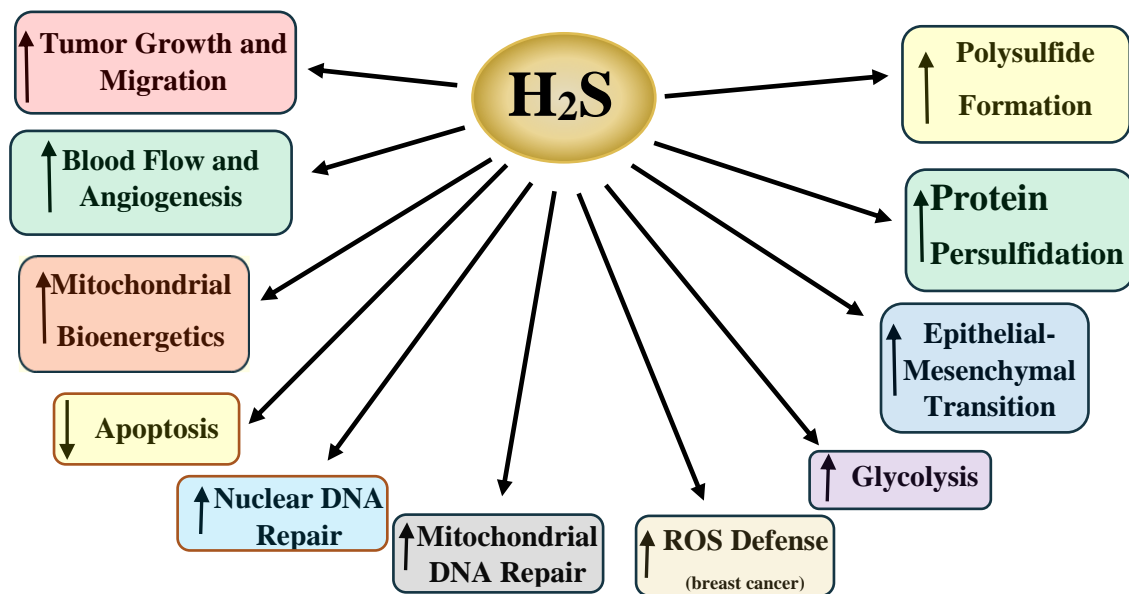 H₂S
Tumor Growth and
Migration
Blood Flow and
Angiogenesis
Mitochondrial
Bioenergetics
Apoptosis
Nuclear DNA
Repair
Mitochondrial
DNA Repair
ROS Defense
(breast cancer)
Glycolysis
Epithelial-
Mesenchymal
Transition
Protein
Persulfidation
Polysulfide
Formation